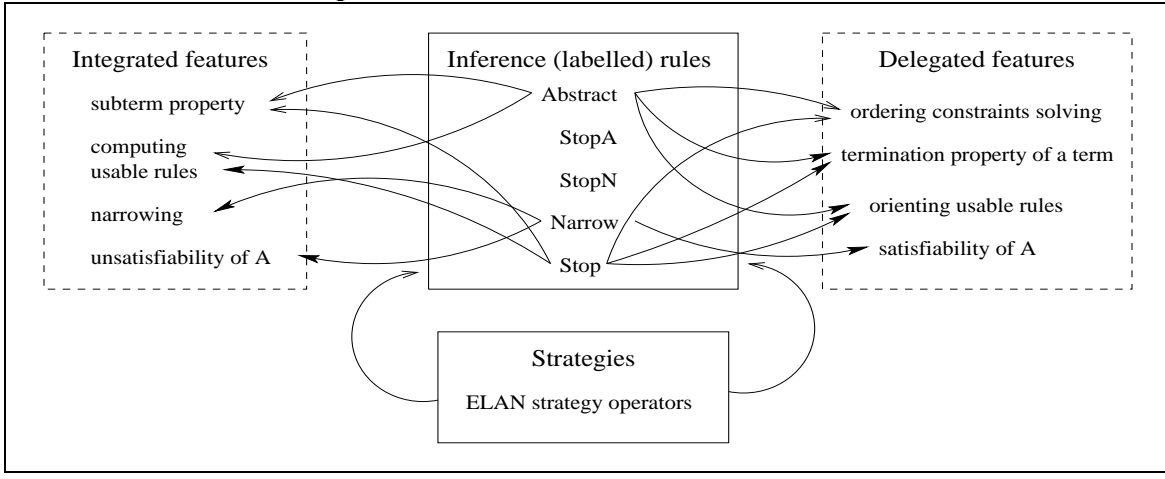 Integrated features
subterm property
computing
usable rules
narrowing
unsatisfiability of A
Inference (labelled) rules
Abstract
StopA
StopN
Narrow
Stop
Delegated features
ordering constraints solving
termination property of a term
orienting usable rules
satisfiability of A
Strategies
ELAN strategy operators